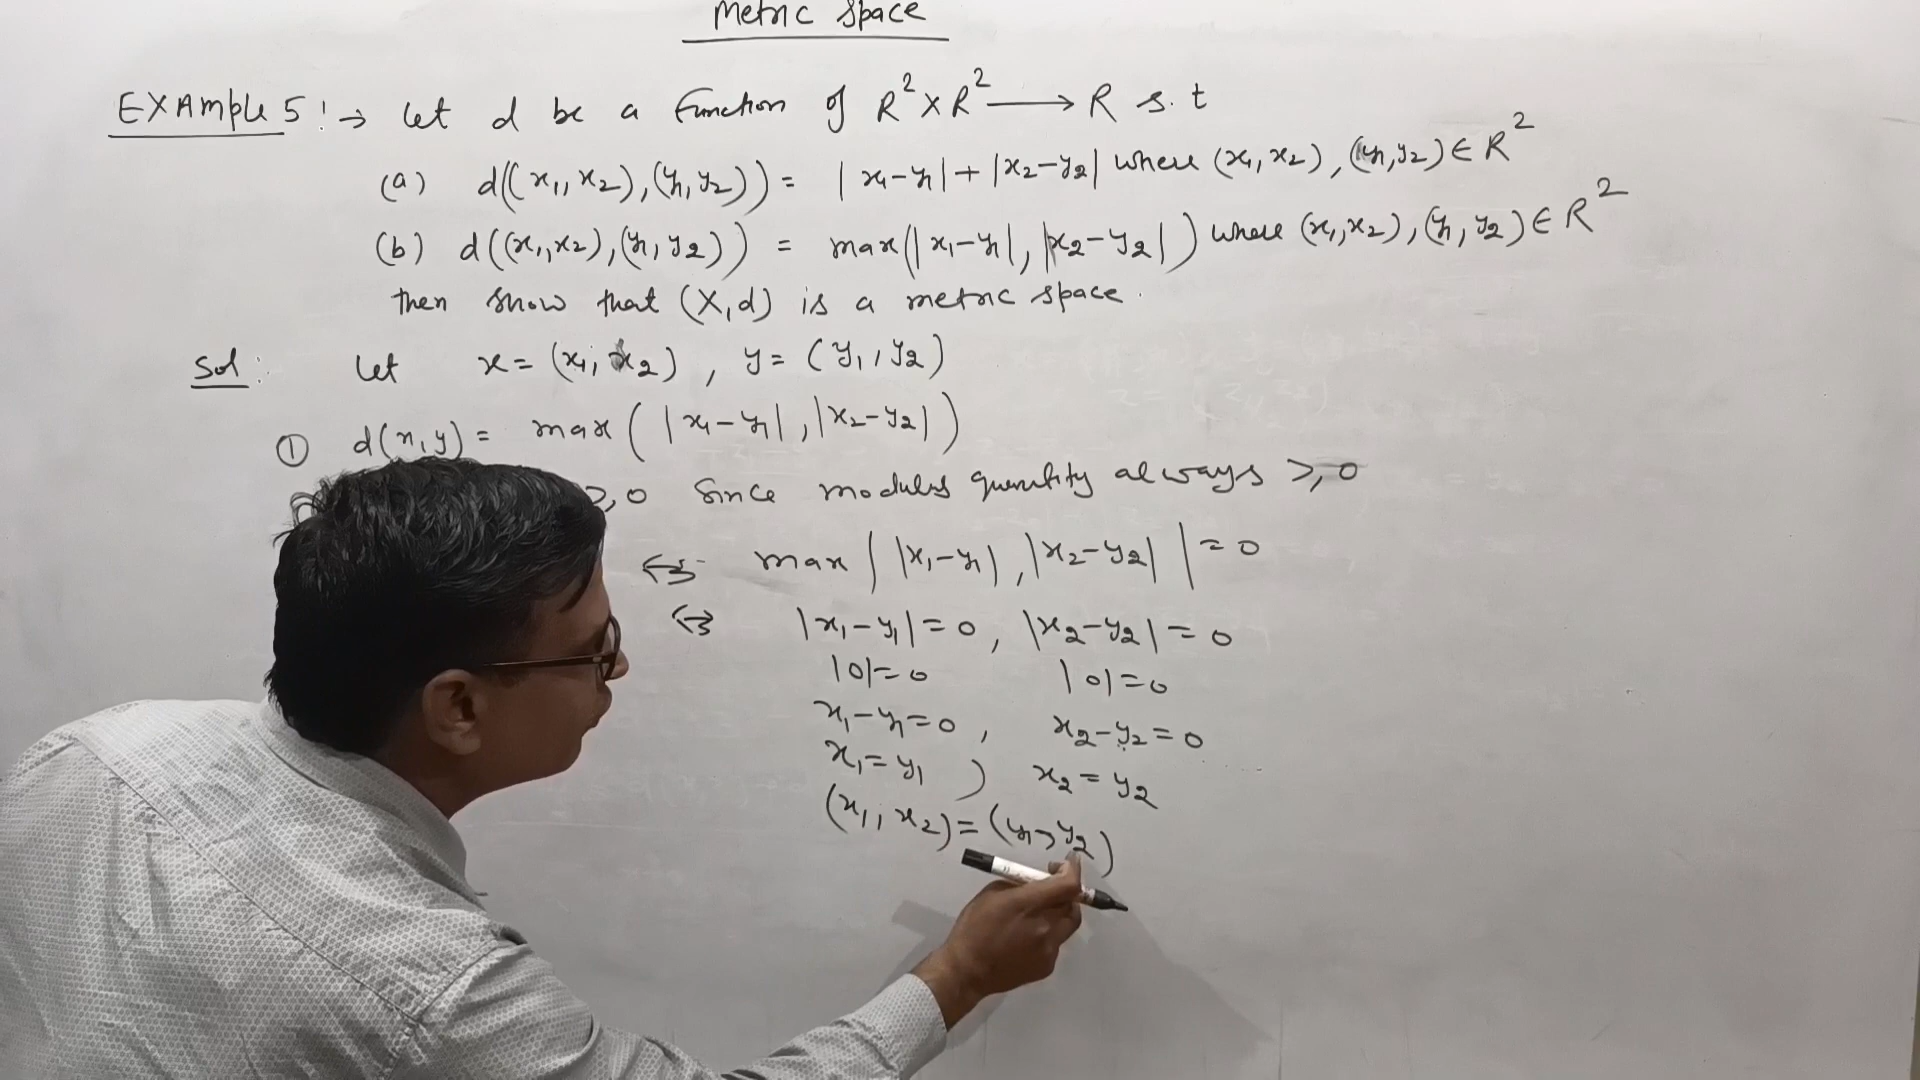 Metric Space
EXAMPLE 5 :→ Let d be a function of R² × R² ⟶ R s.t
(a) d((x₁, x₂), (y₁, y₂)) = |x₁ - y₁| + |x₂ - y₂| where (x₁, x₂), (y₁, y₂) ∈ R²
(b) d((x₁, x₂), (y₁, y₂)) = max(|x₁ - y₁|, |x₂ - y₂|) where (x₁, x₂), (y₁, y₂) ∈ R²
then show that (X, d) is a metric space.
Sol: Let x = (x₁, x₂), y = (y₁, y₂)
① d(x, y) = max(|x₁ - y₁|, |x₂ - y₂|)
≥, 0 Since modulus quantity always ≥, 0
⇔ max | |x₁ - y₁|, |x₂ - y₂| | = 0
⇔ |x₁ - y₁| = 0, |x₂ - y₂| = 0
|0| = 0 |0| = 0
x₁ - y₁ = 0, x₂ - y₂ = 0
x₁ = y₁ ) x₂ = y₂
(x₁, x₂) = (y₁, y₂)